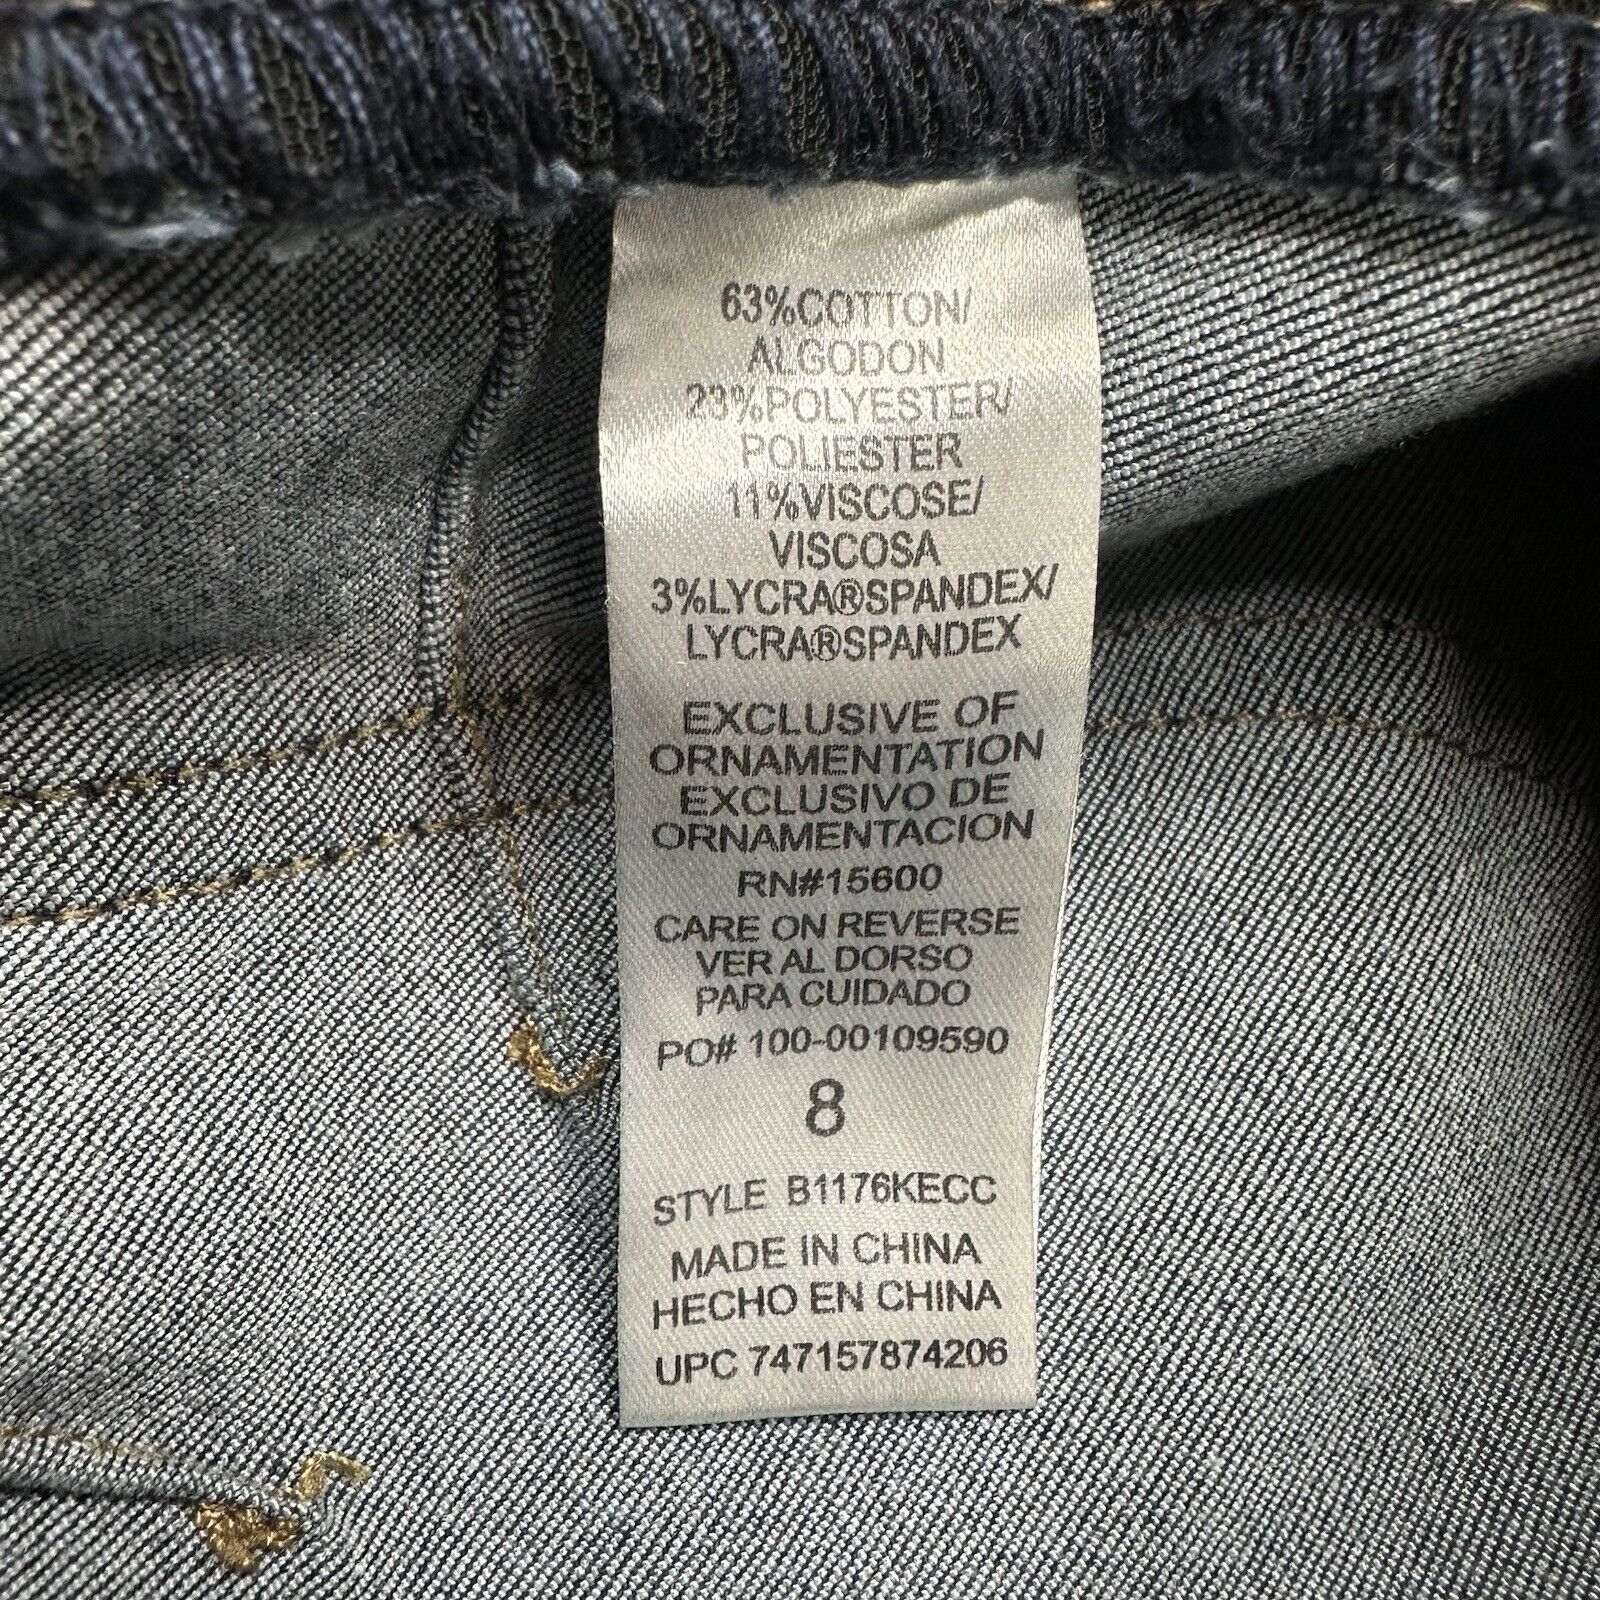 63%COTTON/
ALGODON
23%POLYESTER/
POLIESTER
11%VISCOSE/
VISCOSA
3%LYCRA®SPANDEX/
LYCRA®SPANDEX
EXCLUSIVE OF
ORNAMENTATION
EXCLUSIVO DE
ORNAMENTACION
RN#15600
CARE ON REVERSE
VER AL DORSO
PARA CUIDADO
PO# 100-00109590
8
STYLE B1176KECC
MADE IN CHINA
HECHO EN CHINA
UPC 747157874206